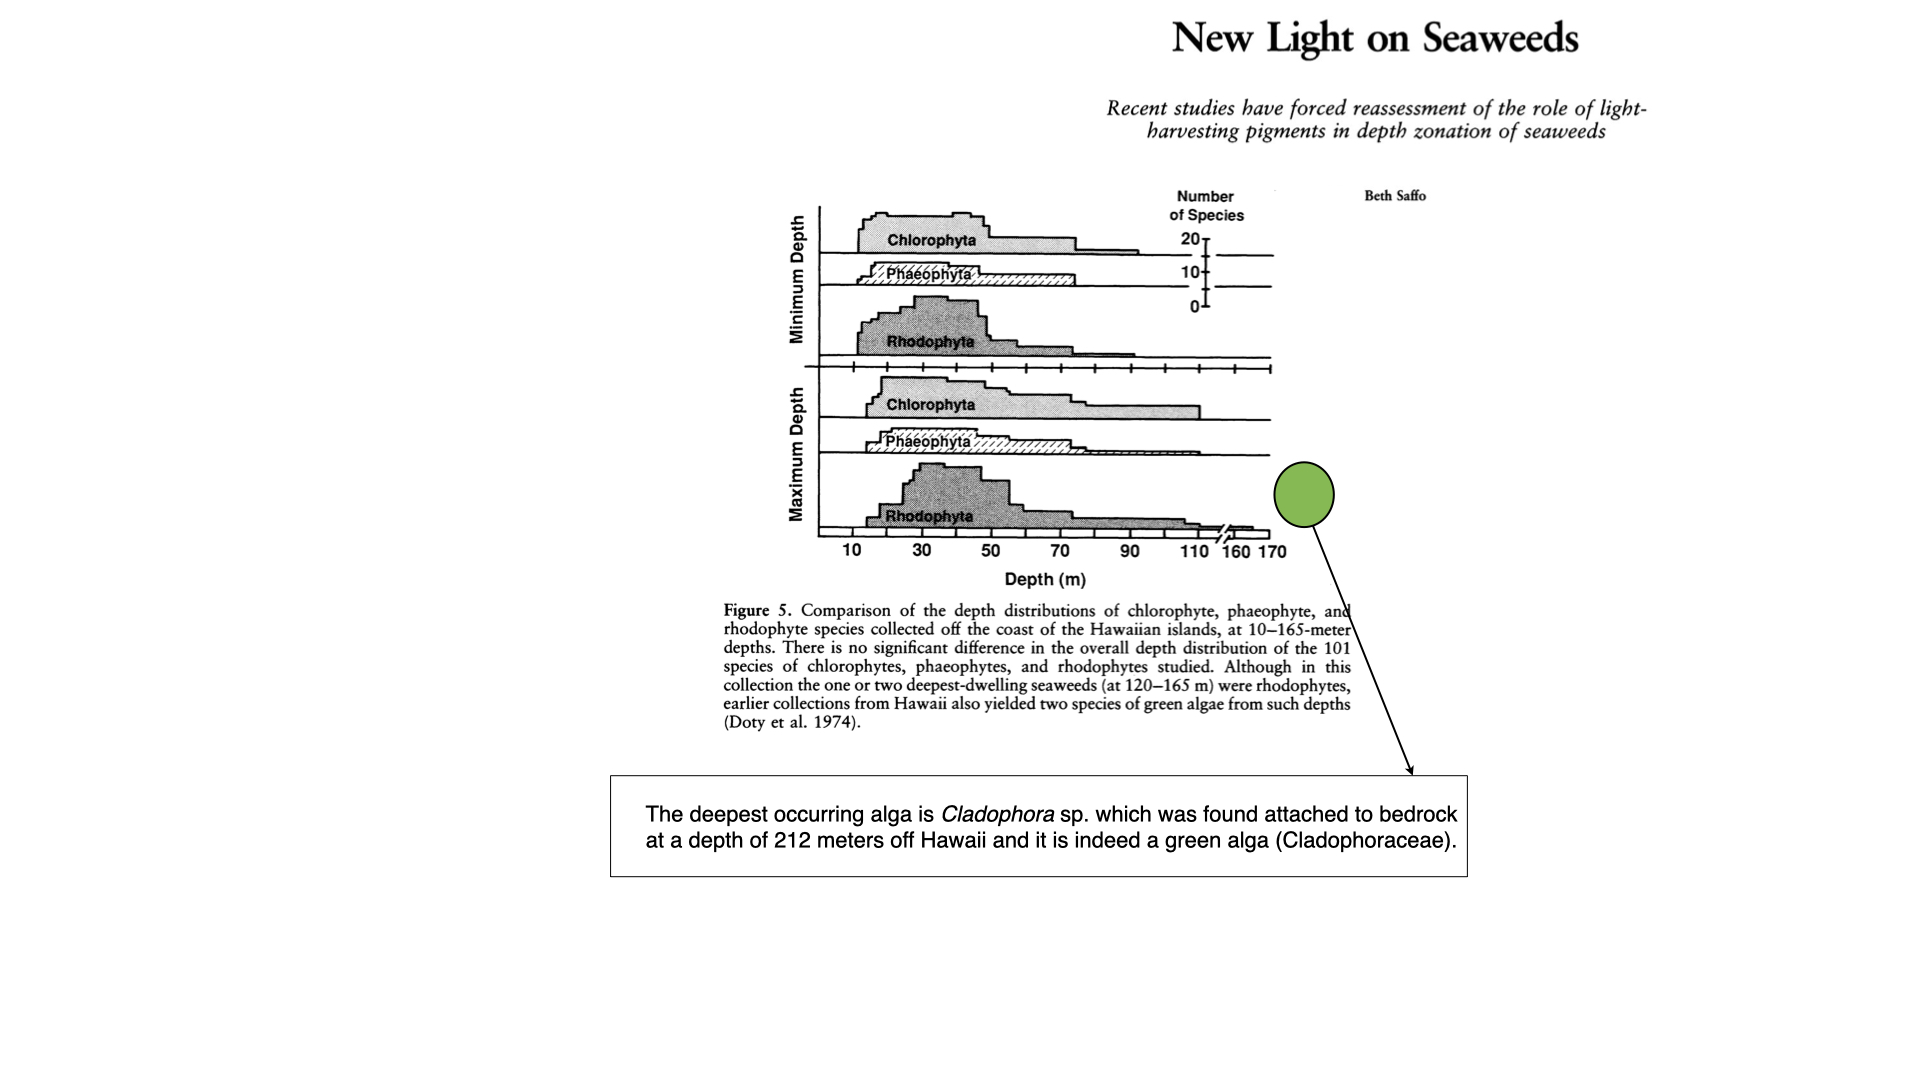 New Light on Seaweeds
Recent studies have forced reassessment of the role of light-
harvesting pigments in depth zonation of seaweeds
Beth Saffo
Number
of Species
20
10
0
Minimum Depth
Chlorophyta
Phaeophyta
Rhodophyta
Maximum Depth
Chlorophyta
Phaeophyta
Rhodophyta
10 30 50 70 90 110 160 170
Depth (m)
Figure 5. Comparison of the depth distributions of chlorophyte, phaeophyte, and
rhodophyte species collected off the coast of the Hawaiian islands, at 10–165-meter
depths. There is no significant difference in the overall depth distribution of the 101
species of chlorophytes, phaeophytes, and rhodophytes studied. Although in this
collection the one or two deepest-dwelling seaweeds (at 120–165 m) were rhodophytes,
earlier collections from Hawaii also yielded two species of green algae from such depths
(Doty et al. 1974).
The deepest occurring alga is Cladophora sp. which was found attached to bedrock
at a depth of 212 meters off Hawaii and it is indeed a green alga (Cladophoraceae).